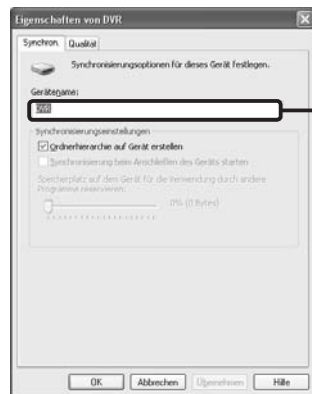 Eigenschaften von DVR
Synchron.
Qualität
Synchronisierungsoptionen für dieses Gerät festlegen.
Gerätename:
DVR
Synchronisierungseinstellungen
Ordnerhierarchie auf Gerät erstellen
Synchronisierung beim Anschließen des Geräts starten
Speicherplatz auf dem Gerät für die Verwendung durch andere
Programme reservieren:
0% (0 Bytes)
OK
Abbrechen
Übernehmen
Hilfe